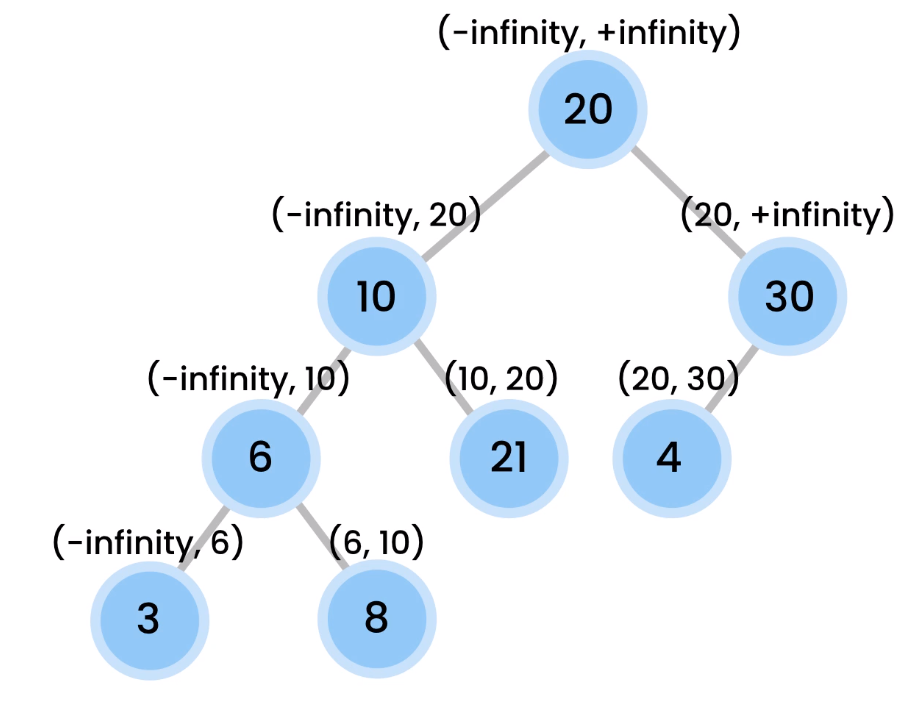 (-infinity, +infinity)
20
(-infinity, 20)
(20, +infinity)
10
30
(-infinity, 10)
(10, 20)
(20, 30)
6
21
4
(-infinity, 6)
(6, 10)
3
8